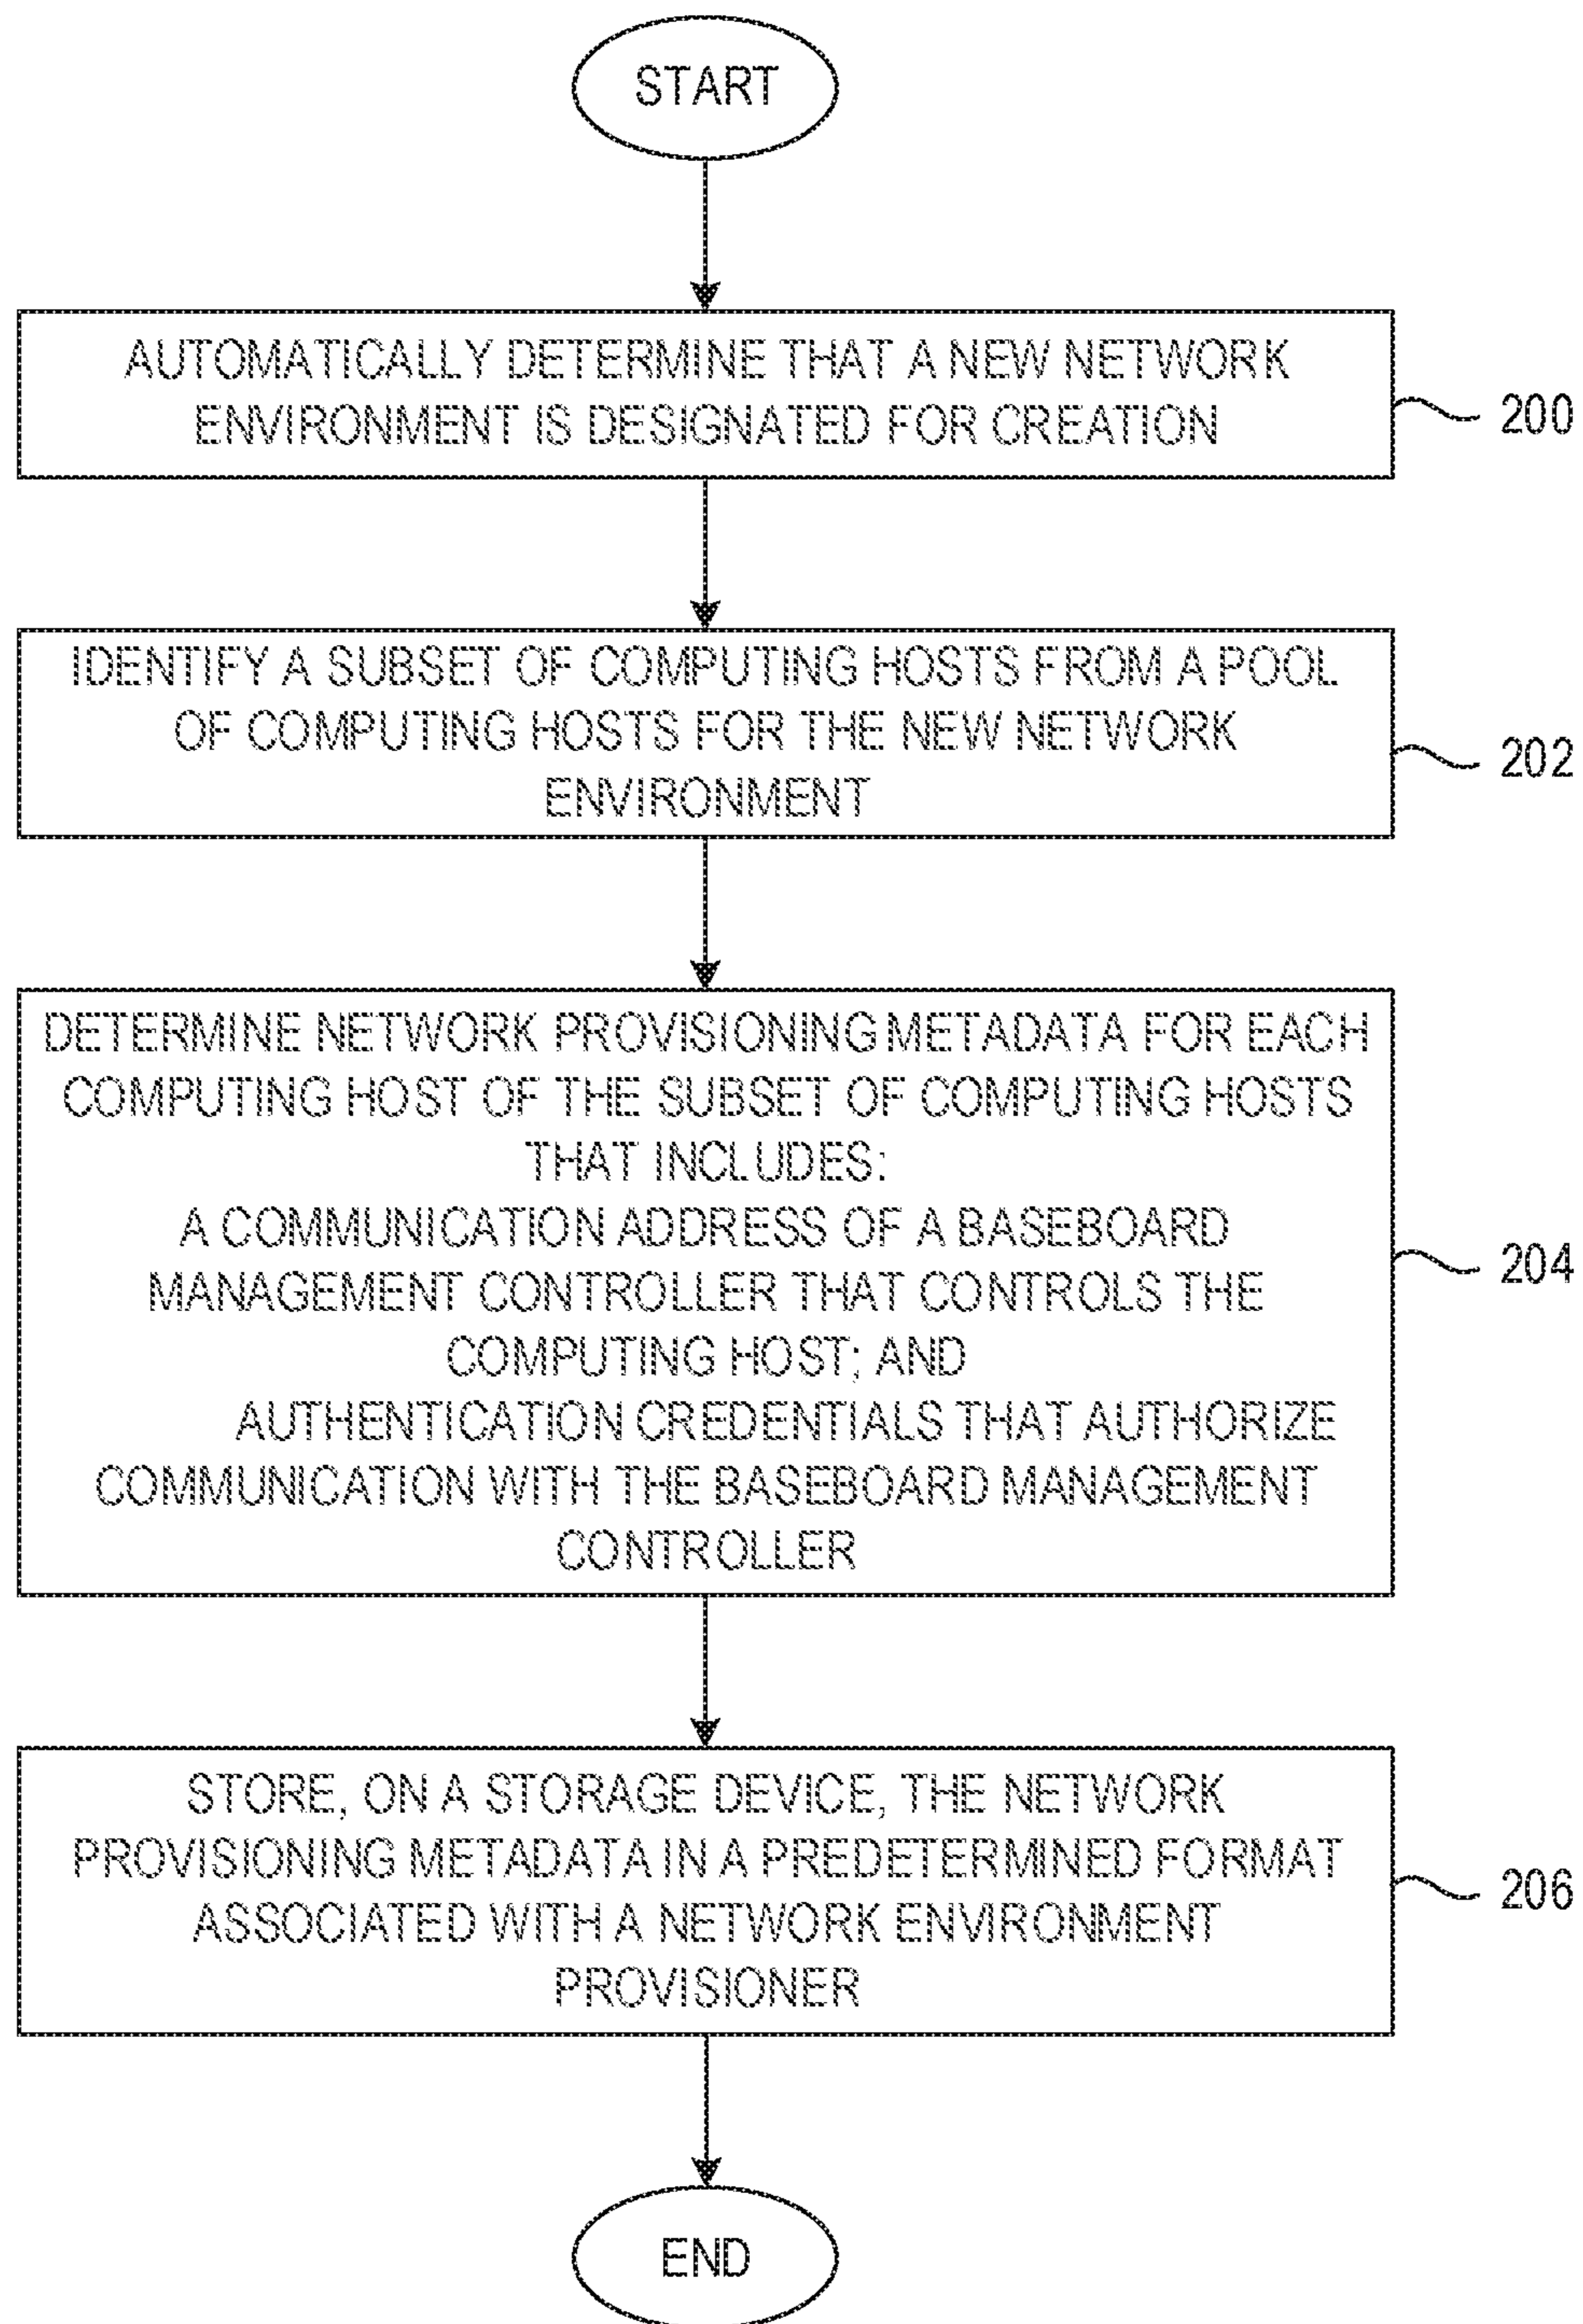 START
AUTOMATICALLY DETERMINE THAT A NEW NETWORK
ENVIRONMENT IS DESIGNATED FOR CREATION
200
IDENTIFY A SUBSET OF COMPUTING HOSTS FROM A POOL
OF COMPUTING HOSTS FOR THE NEW NETWORK
ENVIRONMENT
202
DETERMINE NETWORK PROVISIONING METADATA FOR EACH
COMPUTING HOST OF THE SUBSET OF COMPUTING HOSTS
THAT INCLUDES:
A COMMUNICATION ADDRESS OF A BASEBOARD
MANAGEMENT CONTROLLER THAT CONTROLS THE
COMPUTING HOST; AND
AUTHENTICATION CREDENTIALS THAT AUTHORIZE
COMMUNICATION WITH THE BASEBOARD MANAGEMENT
CONTROLLER
204
STORE, ON A STORAGE DEVICE, THE NETWORK
PROVISIONING METADATA IN A PREDETERMINED FORMAT
ASSOCIATED WITH A NETWORK ENVIRONMENT
PROVISIONER
206
END